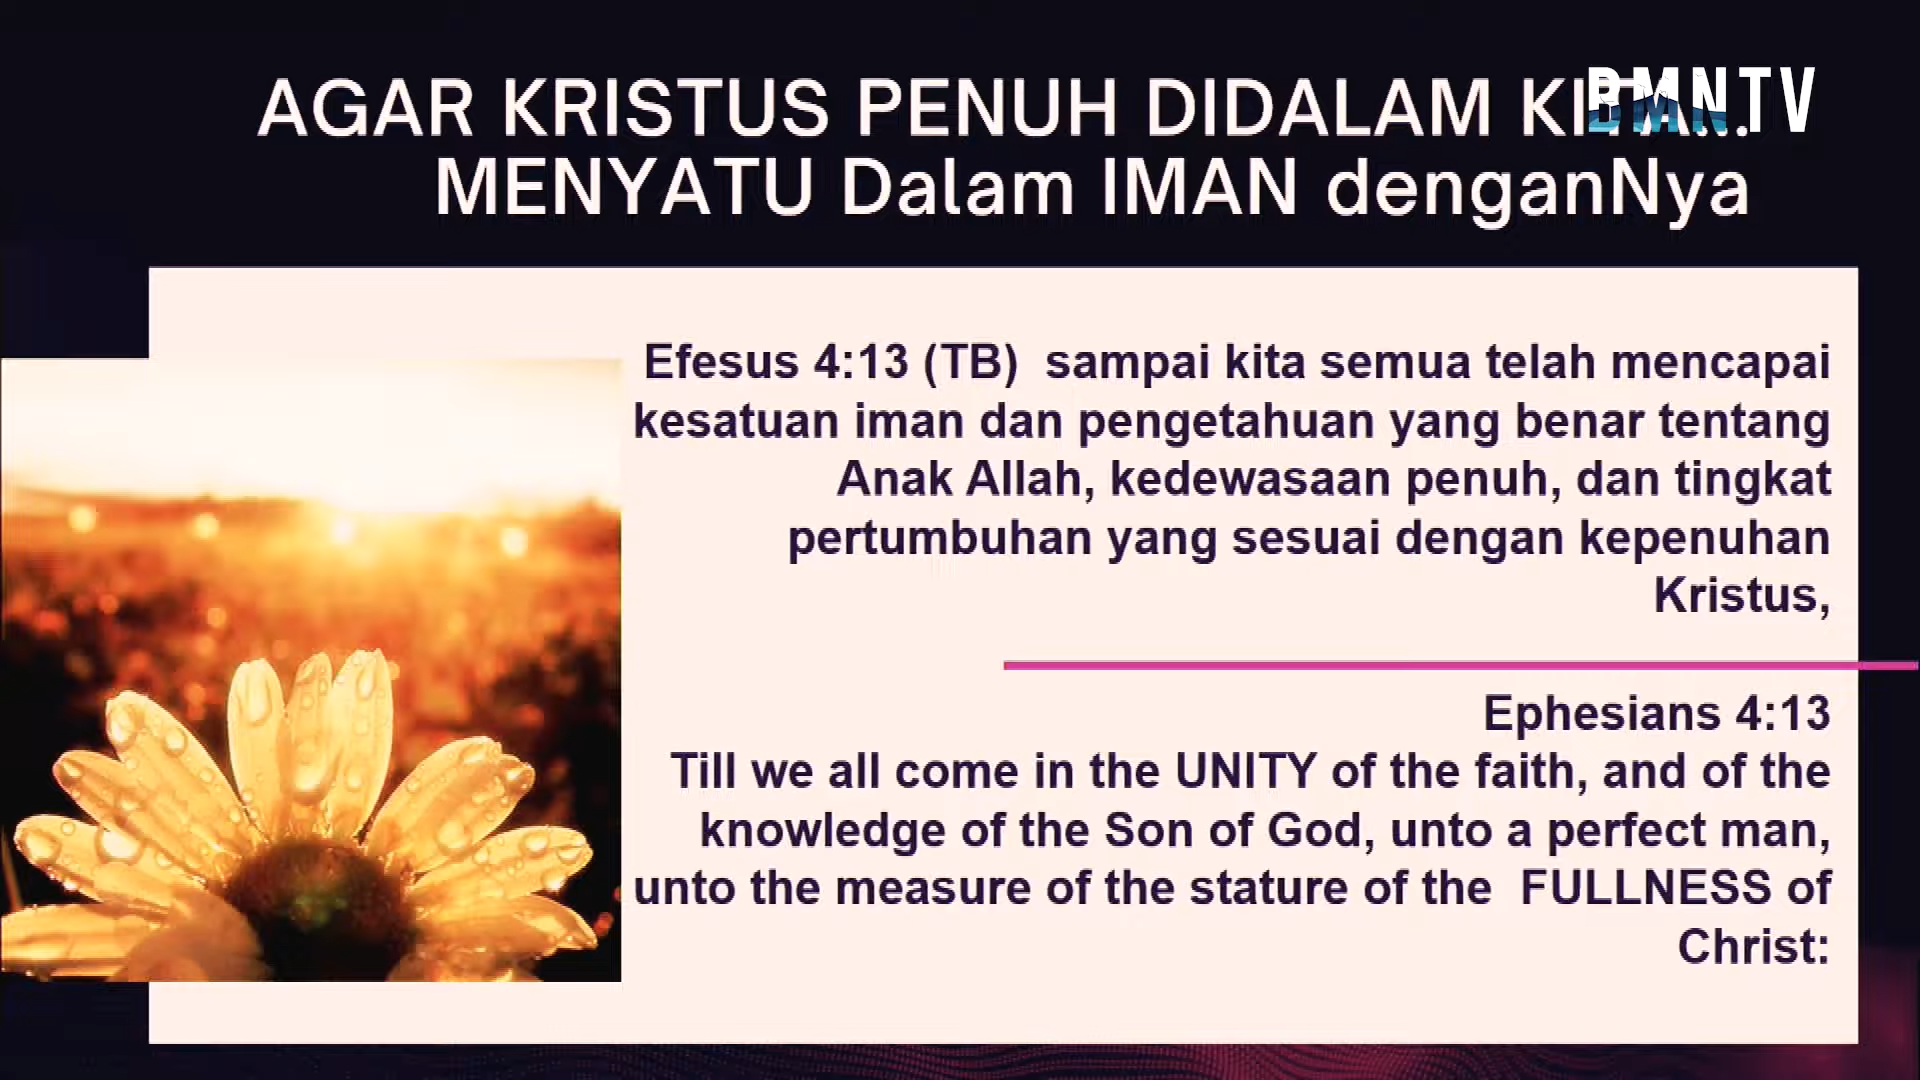 AGAR KRISTUS PENUH DIDALAM
BMNTV
MENYATU Dalam IMAN denganNya
Efesus 4:13 (TB) sampai kita semua telah mencapai
kesatuan iman dan pengetahuan yang benar tentang
Anak Allah, kedewasaan penuh, dan tingkat
pertumbuhan yang sesuai dengan kepenuhan
Kristus,
Ephesians 4:13
Till we all come in the UNITY of the faith, and of the
knowledge of the Son of God, unto a perfect man,
unto the measure of the stature of the FULLNESS of
Christ: